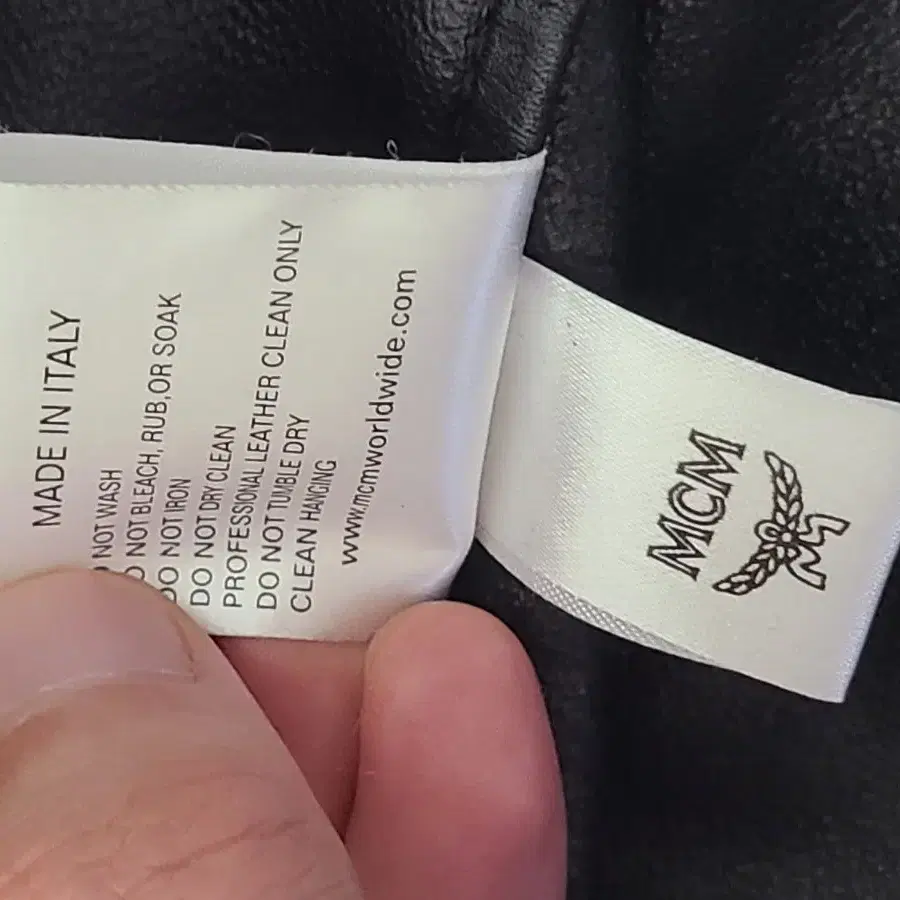 MADE IN ITALY
NOT WASH
NOT BLEACH, RUB, OR SOAK
DO NOT IRON
DO NOT DRY CLEAN
PROFESSIONAL LEATHER CLEAN ONLY
DO NOT TUMBLE DRY
CLEAN HANGING
www.mcmworldwide.com
MCM